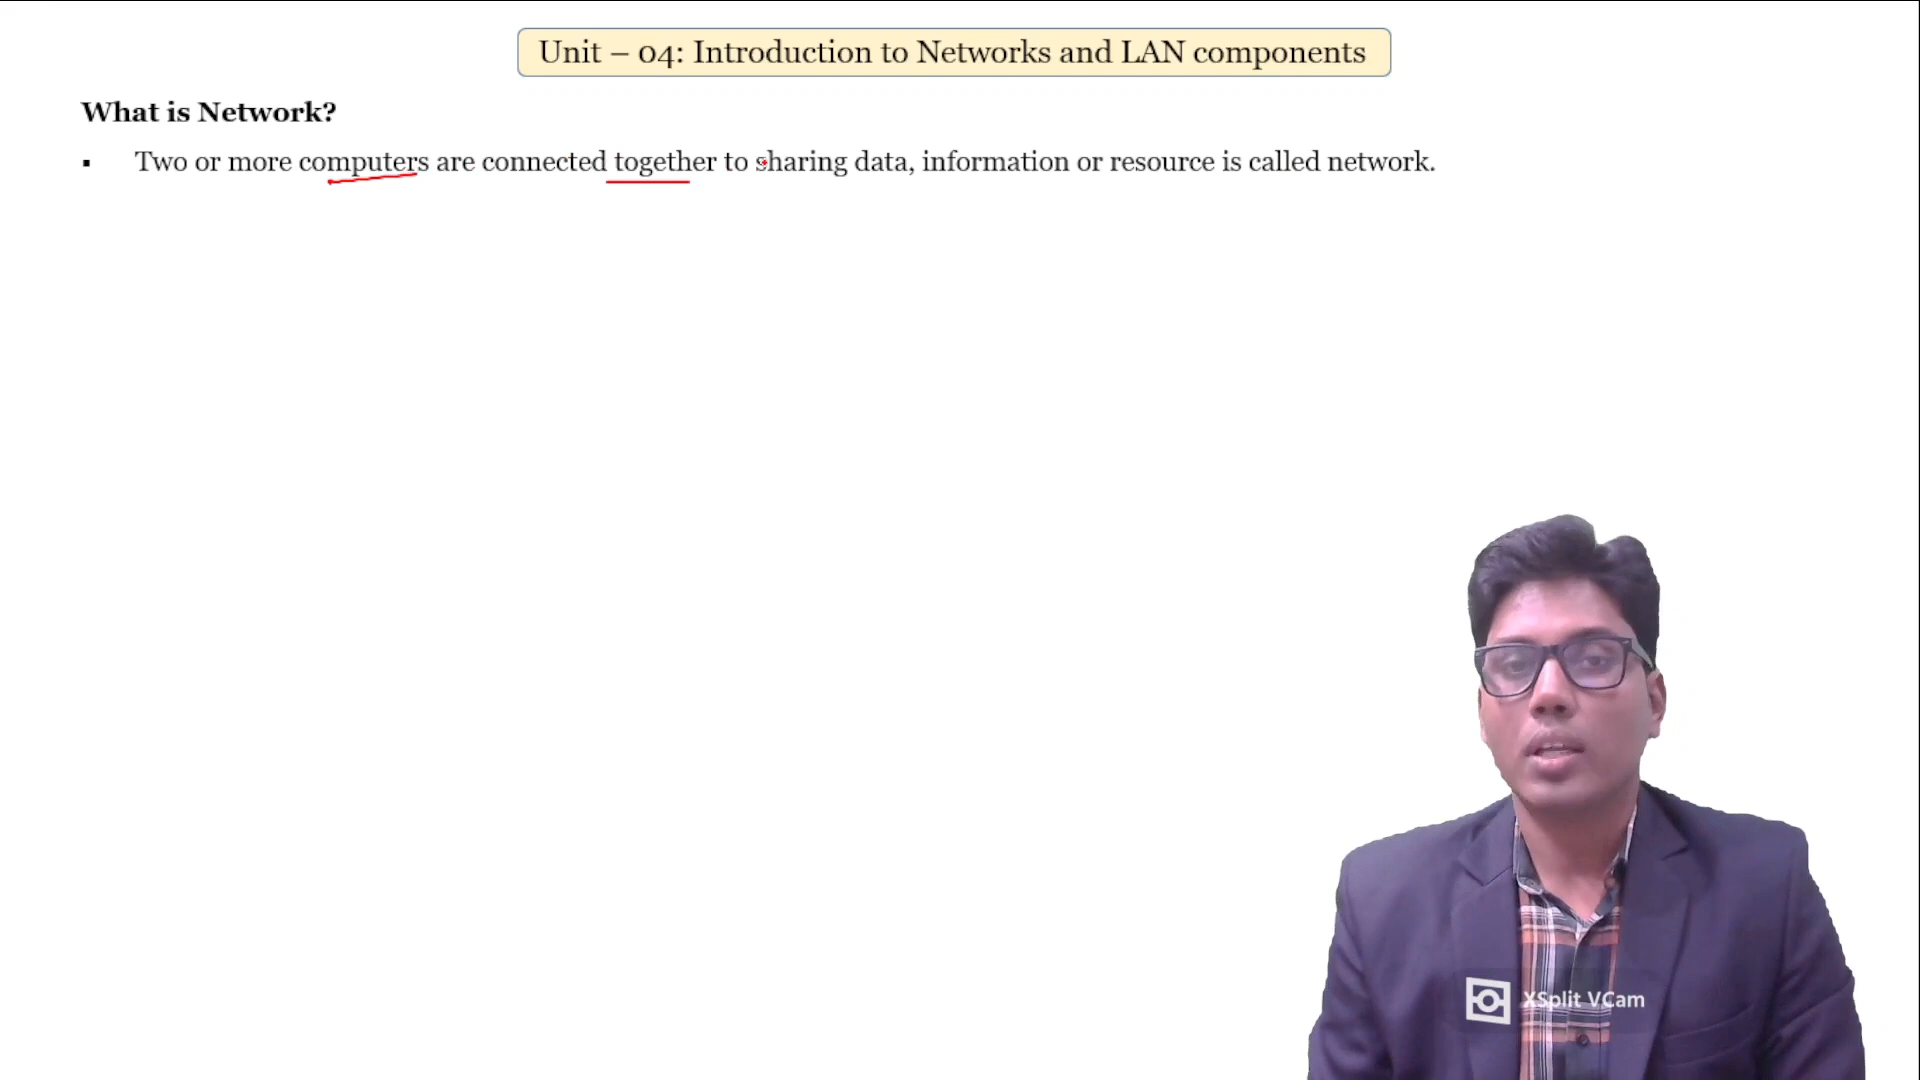 Unit – 04: Introduction to Networks and LAN components
What is Network?
▪ Two or more computers are connected together to sharing data, information or resource is called network.
XSplit VCam